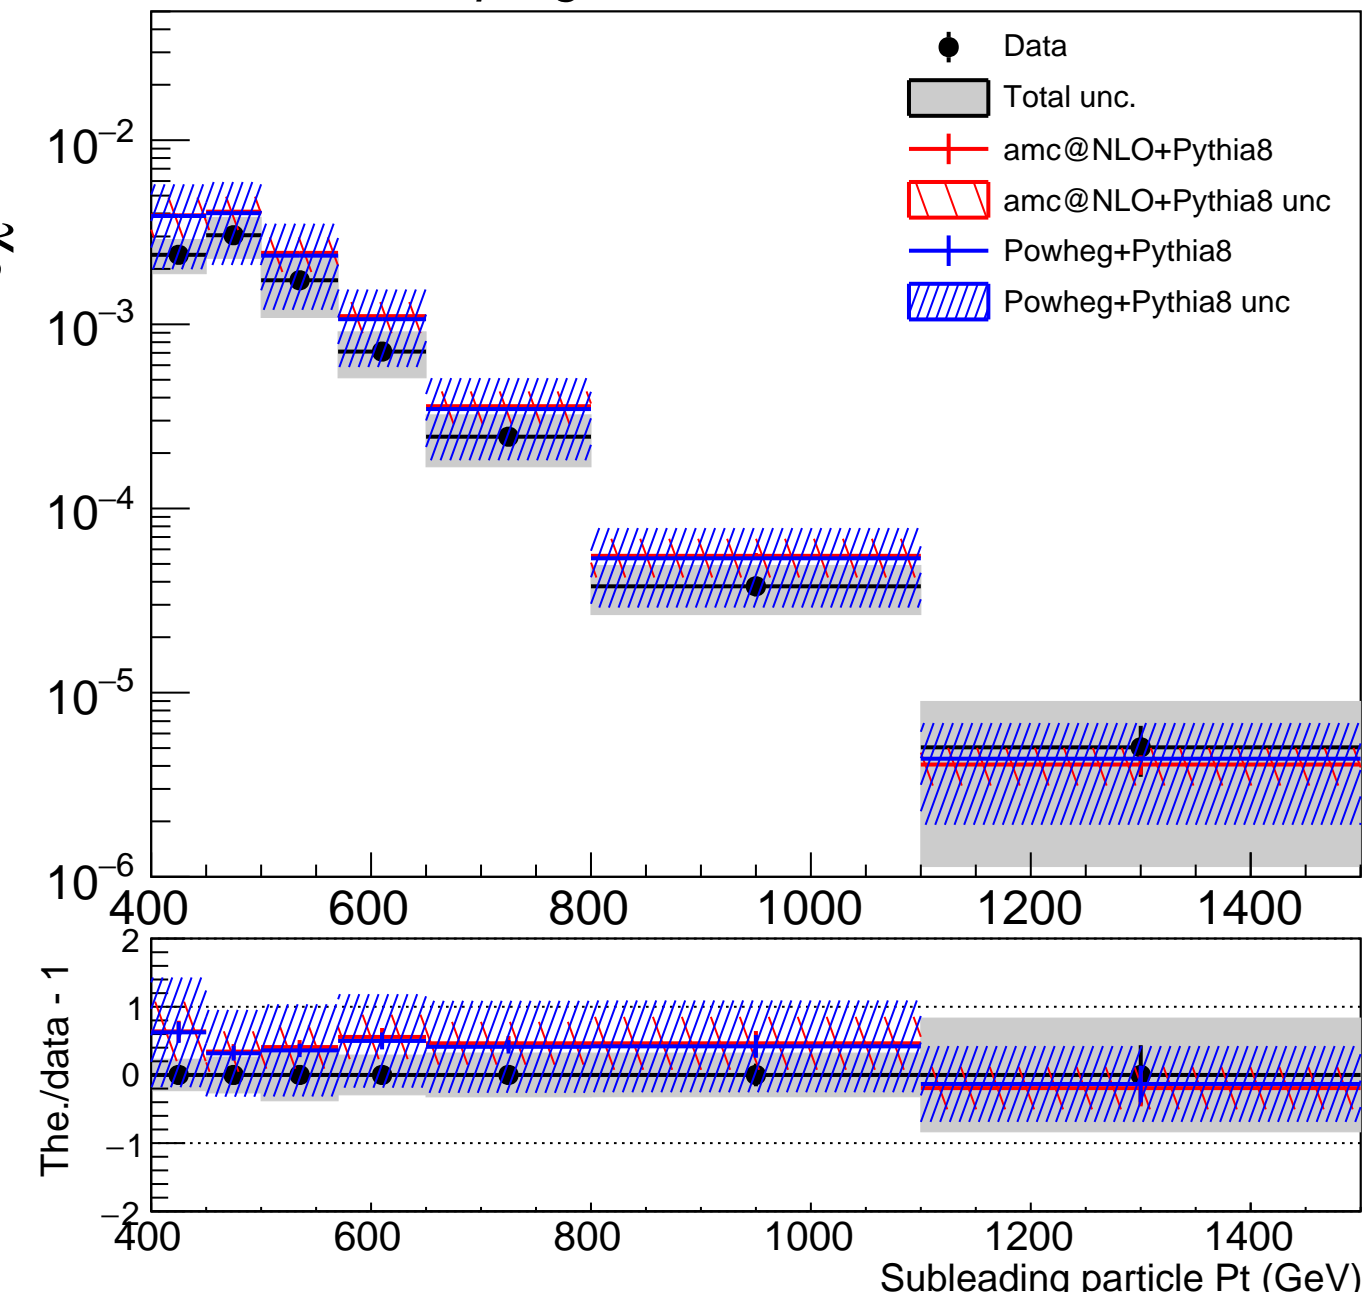 Data
Total unc.
amc@NLO+Pythia8
amc@NLO+Pythia8 unc
Powheg+Pythia8
Powheg+Pythia8 unc
10−2
10−3
10−4
10−5
10−6
400 600 800 1000 1200 1400
The./data - 1
2
1
0
−1
−2
400 600 800 1000 1200 1400
Subleading particle Pt (GeV)